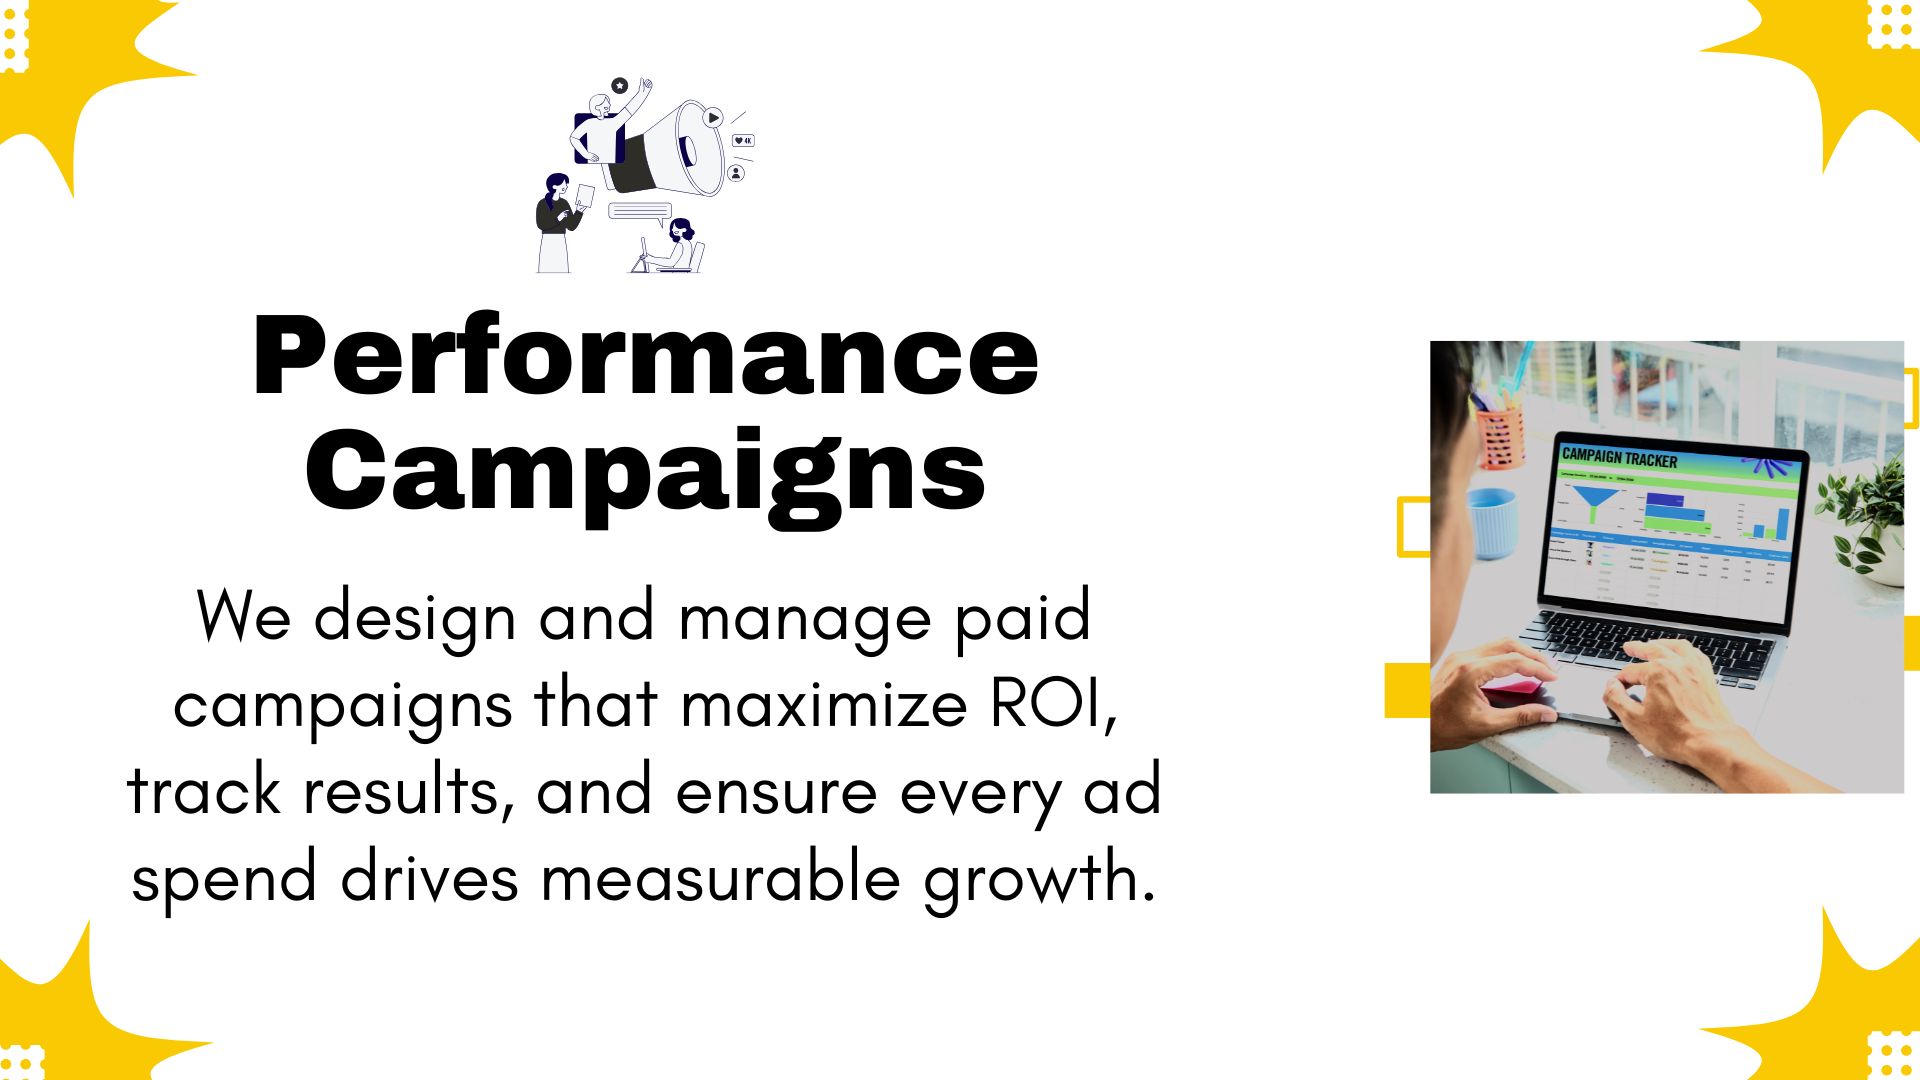 4K
Performance
Campaigns
We design and manage paid
campaigns that maximize ROI,
track results, and ensure every ad
spend drives measurable growth.
CAMPAIGN TRACKER